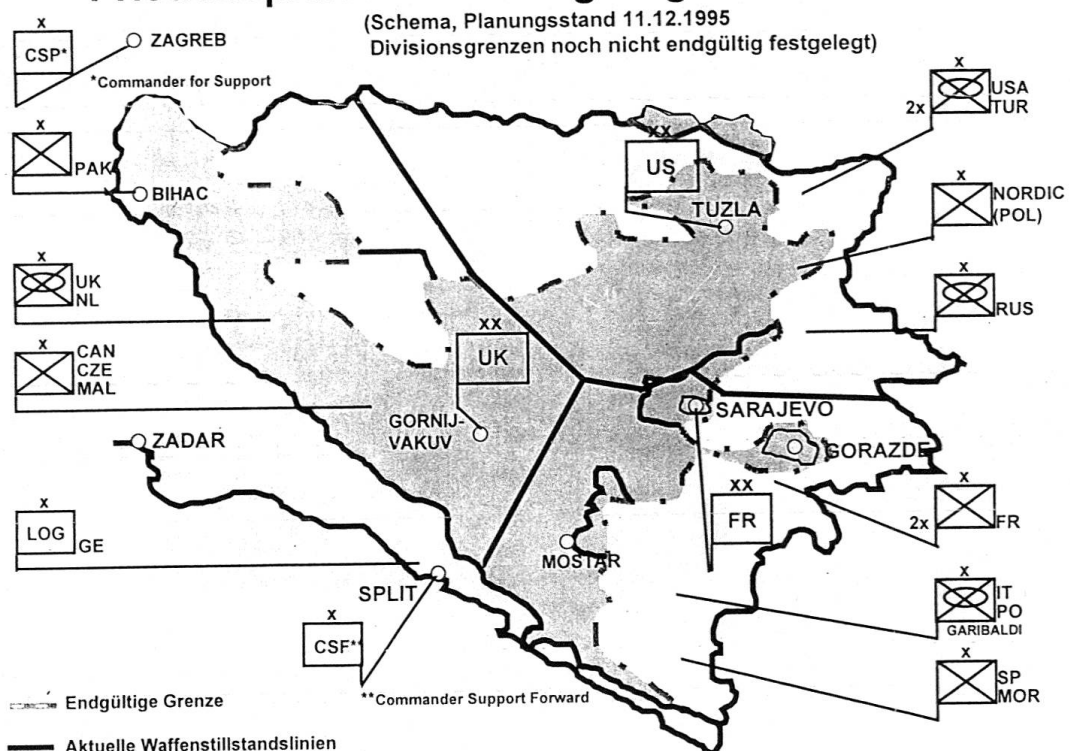 (Schema, Planungsstand 11.12.1995
Divisionsgrenzen noch nicht endgültig festgelegt)
x
CSP*
ZAGREB
*Commander for Support
x
PAK
BIHAC
x
UK
NL
x
CAN
CZE
MAL
ZADAR
x
LOG
GE
SPLIT
x
CSF**
**Commander Support Forward
xx
US
TUZLA
xx
UK
GORNIJ-
VAKUV
SARAJEVO
GORAZDE
xx
FR
MOSTAR
x
2x
USA
TUR
x
NORDIC
(POL)
x
RUS
x
2x
FR
x
IT
PO
GARIBALDI
x
SP
MOR
Endgültige Grenze
Aktuelle Waffenstillstandslinien